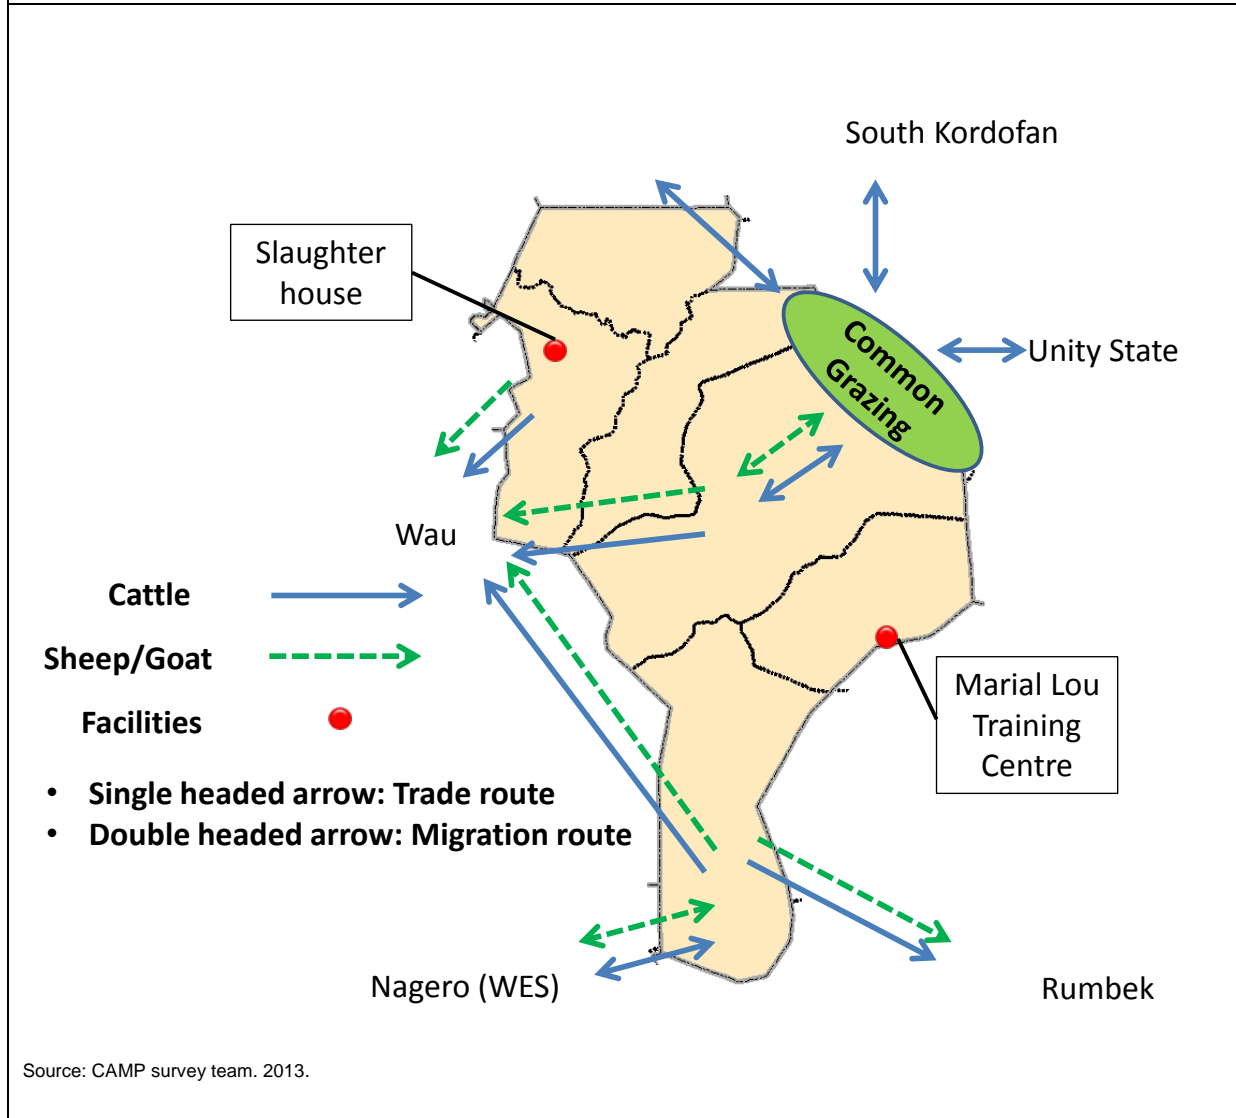 South Kordofan
Slaughter
house
Common
Grazing
Unity State
Wau
Cattle
Sheep/Goat
Facilities
Marial Lou
Training
Centre
• Single headed arrow: Trade route
• Double headed arrow: Migration route
Nagero (WES)
Rumbek
Source: CAMP survey team. 2013.